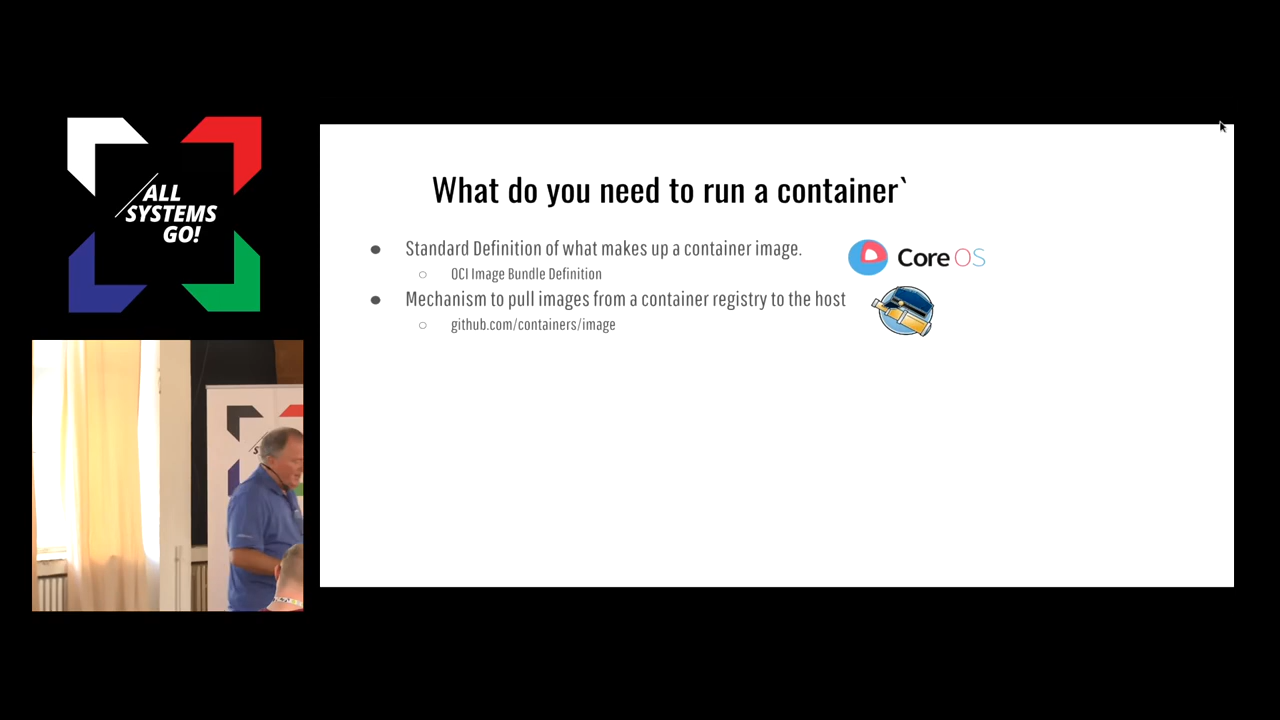 ALL
SYSTEMS
GO!
What do you need to run a container`
● Standard Definition of what makes up a container image.
○ OCI Image Bundle Definition
● Mechanism to pull images from a container registry to the host
○ github.com/containers/image
Core OS